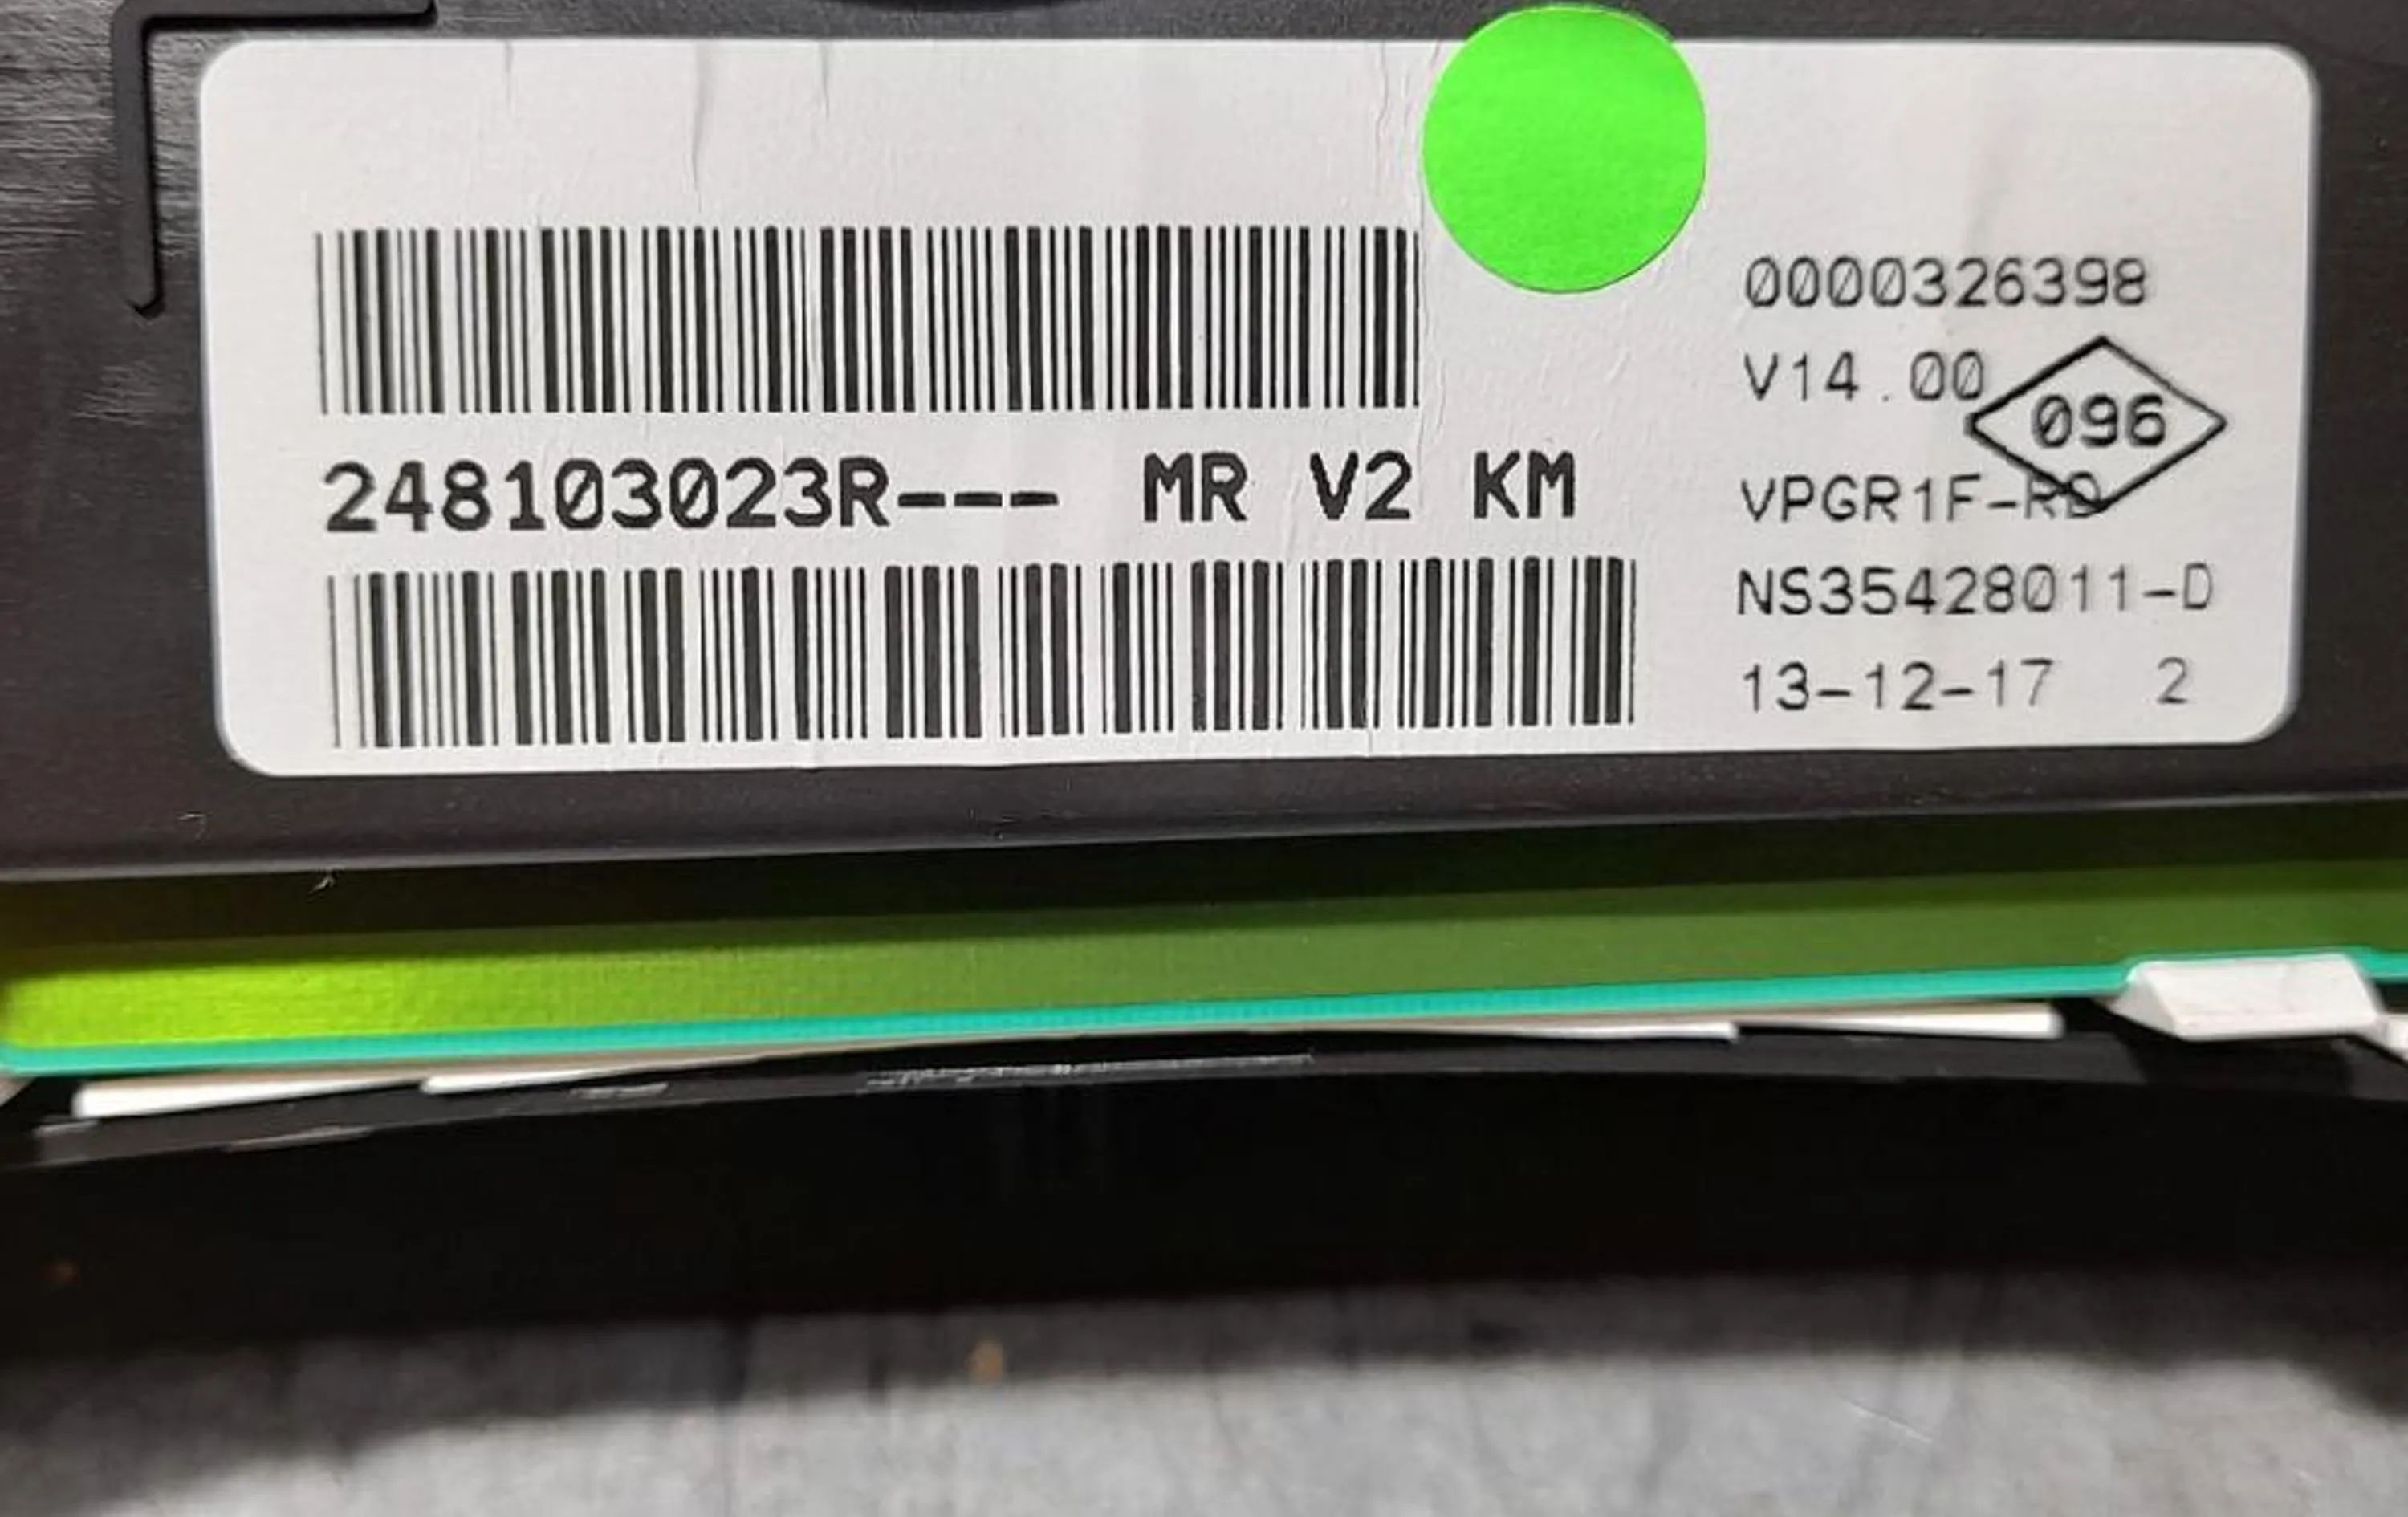 248103023R--- MR V2 KM
0000326398
V14.00
096
VPGR1F-RD
NS35428011-D
13-12-17 2